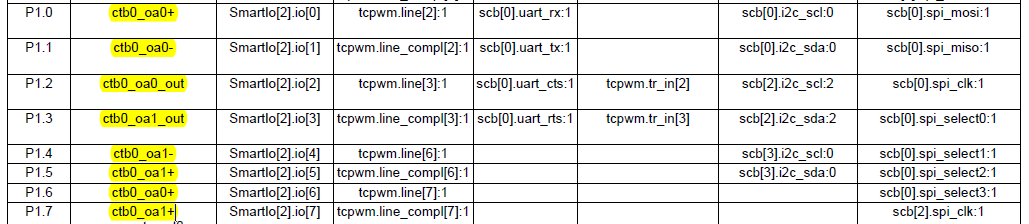 P1.0 ctb0_oa0+ SmartIo[2].io[0] tcpwm.line[2]:1 scb[0].uart_rx:1 scb[0].i2c_scl:0 scb[0].spi_mosi:1
P1.1 ctb0_oa0- SmartIo[2].io[1] tcpwm.line_compl[2]:1 scb[0].uart_tx:1 scb[0].i2c_sda:0 scb[0].spi_miso:1
P1.2 ctb0_oa0_out SmartIo[2].io[2] tcpwm.line[3]:1 scb[0].uart_cts:1 tcpwm.tr_in[2] scb[2].i2c_scl:2 scb[0].spi_clk:1
P1.3 ctb0_oa1_out SmartIo[2].io[3] tcpwm.line_compl[3]:1 scb[0].uart_rts:1 tcpwm.tr_in[3] scb[2].i2c_sda:2 scb[0].spi_select0:1
P1.4 ctb0_oa1- SmartIo[2].io[4] tcpwm.line[6]:1 scb[3].i2c_scl:0 scb[0].spi_select1:1
P1.5 ctb0_oa1+ SmartIo[2].io[5] tcpwm.line_compl[6]:1 scb[3].i2c_sda:0 scb[0].spi_select2:1
P1.6 ctb0_oa0+ SmartIo[2].io[6] tcpwm.line[7]:1 scb[0].spi_select3:1
P1.7 ctb0_oa1+ SmartIo[2].io[7] tcpwm.line_compl[7]:1 scb[2].spi_clk:1